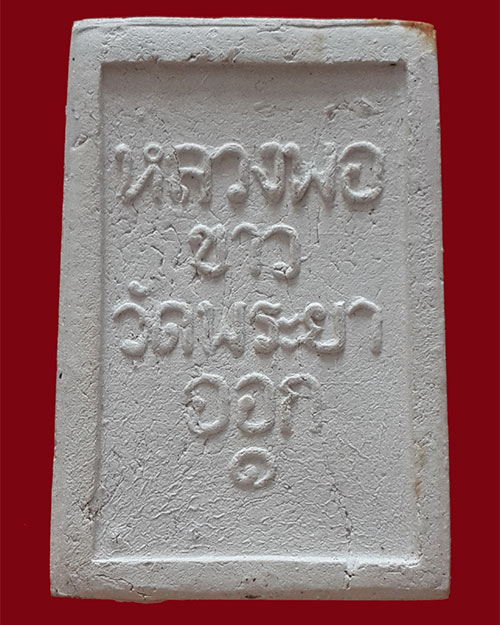 หลวงพอ
ขาว
วัดพระยา
ออก
๑